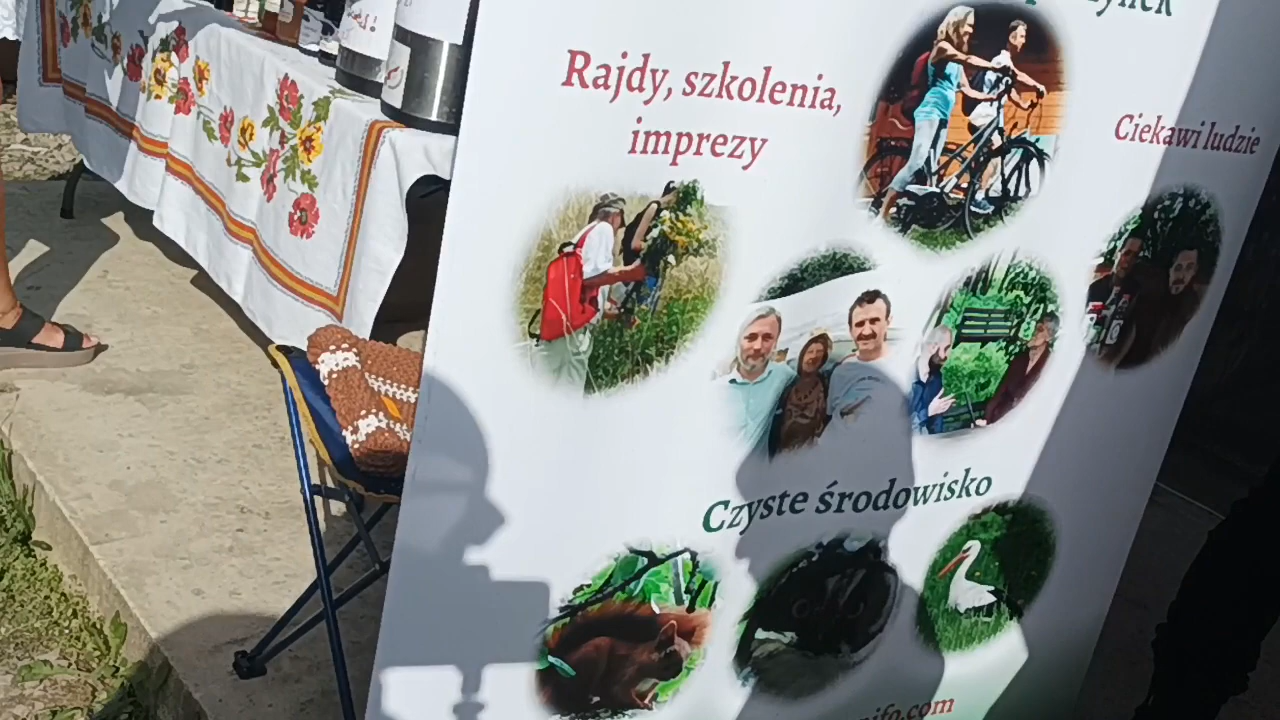 Rajdy, szkolenia,
imprezy
Ciekawi ludzie
Czyste środowisko